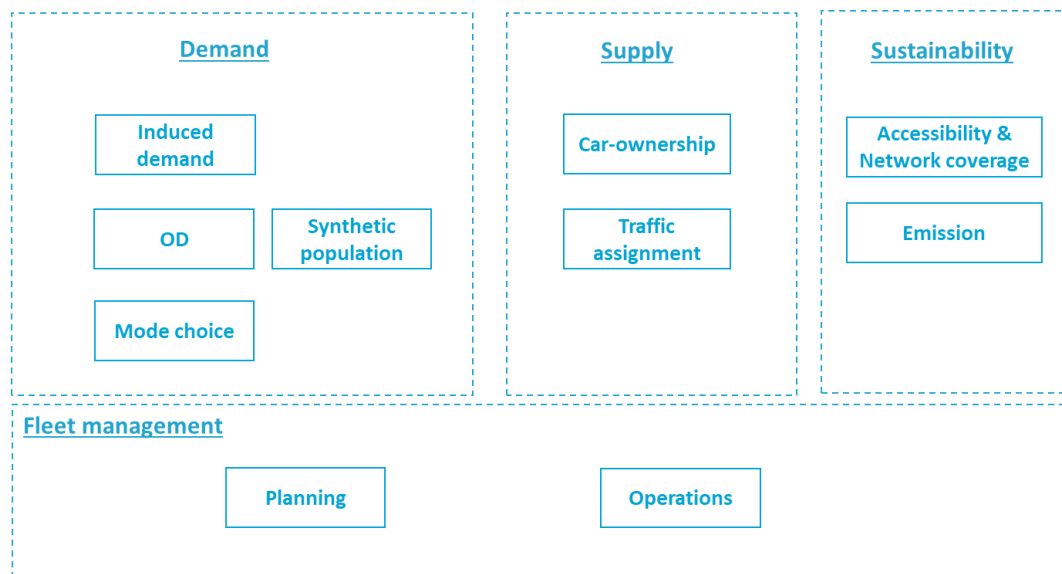 Demand
Induced
demand
OD
Synthetic
population
Mode choice
Supply
Car-ownership
Traffic
assignment
Sustainability
Accessibility &
Network coverage
Emission
Fleet management
Planning
Operations